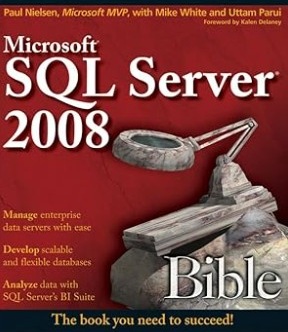 Paul Nielsen, Microsoft MVP, with Mike White and Uttam Parui
Foreword by Kalen Delaney
Microsoft®
SQL Server®
2008
Manage enterprise
data servers with ease
Develop scalable
and flexible databases
Analyze data with
SQL Server's BI Suite
Bible
The book you need to succeed!